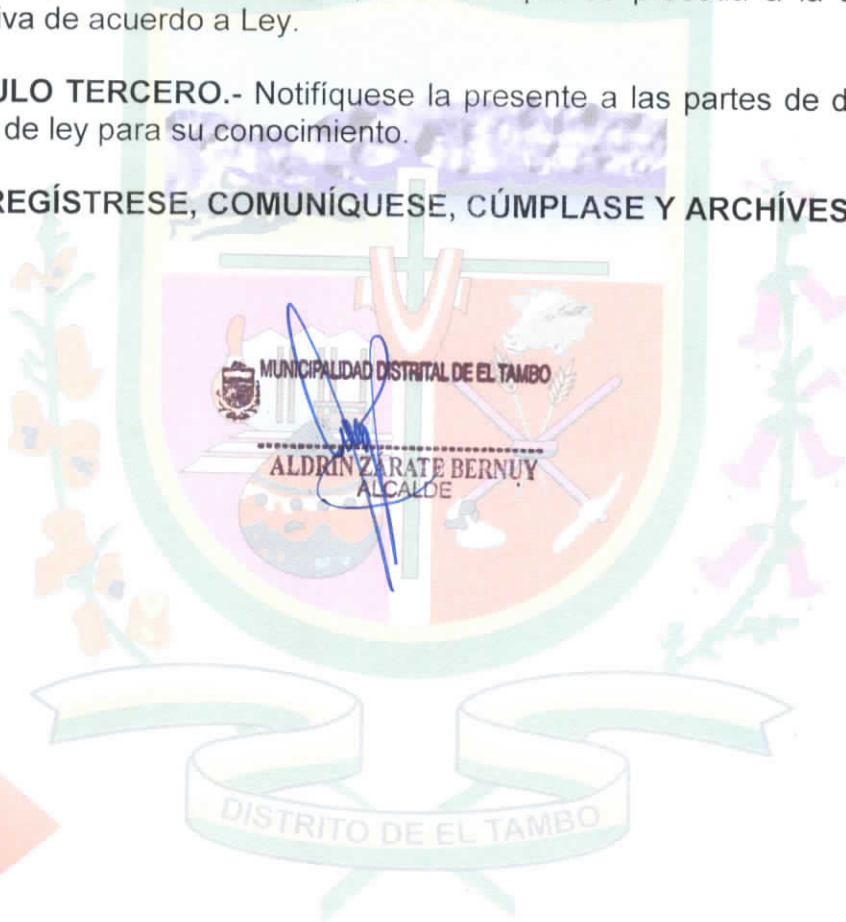 iva de acuerdo a Ley.
ULO TERCERO.- Notifíquese la presente a las partes de d
de ley para su conocimiento.
REGÍSTRESE, COMUNÍQUESE, CÚMPLASE Y ARCHÍVES
MUNICIPALIDAD DISTRITAL DE EL TAMBO
ALDRIN ZÁRATE BERNUY
ALCALDE
DISTRITO DE EL TAMBO